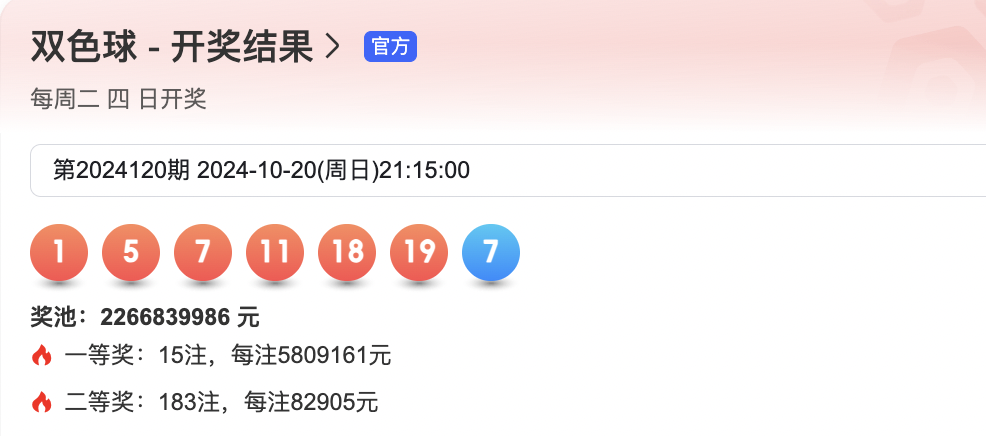 双色球 - 开奖结果 > 官方
每周二 四 日开奖
第2024120期 2024-10-20(周日)21:15:00
1 5 7 11 18 19 7
奖池：2266839986 元
一等奖：15注，每注5809161元
二等奖：183注，每注82905元